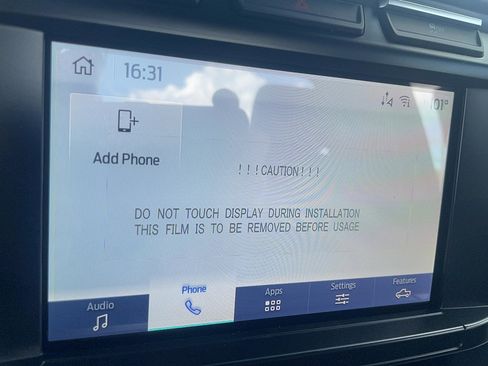 16:31
101°
Add Phone
! ! ! CAUTION ! ! !
DO NOT TOUCH DISPLAY DURING INSTALLATION
THIS FILM IS TO BE REMOVED BEFORE USAGE
Audio
Phone
Apps
Settings
Features